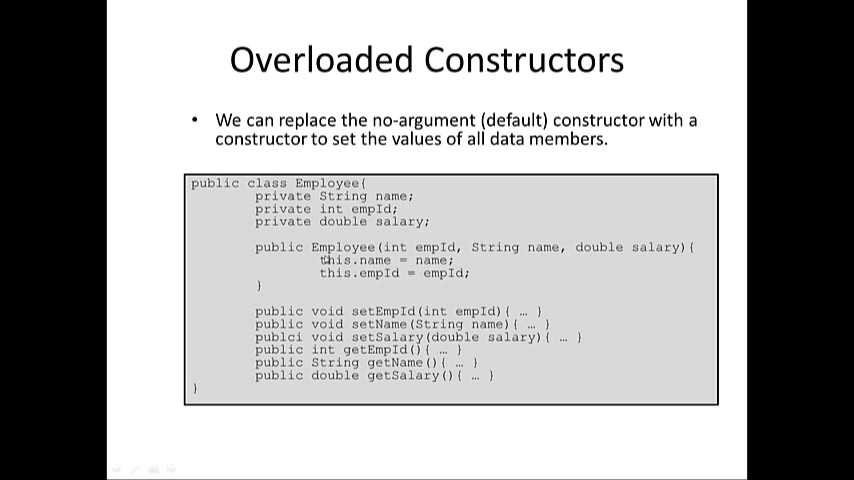 Overloaded Constructors
• We can replace the no-argument (default) constructor with a
constructor to set the values of all data members.
public class Employee{
private String name;
private int empId;
private double salary;
public Employee(int empId, String name, double salary){
this.name = name;
this.empId = empId;
}
public void setEmpId(int empId){ … }
public void setName(String name){ … }
publci void setSalary(double salary){ … }
public int getEmpId(){ … }
public String getName(){ … }
public double getSalary(){ … }
}